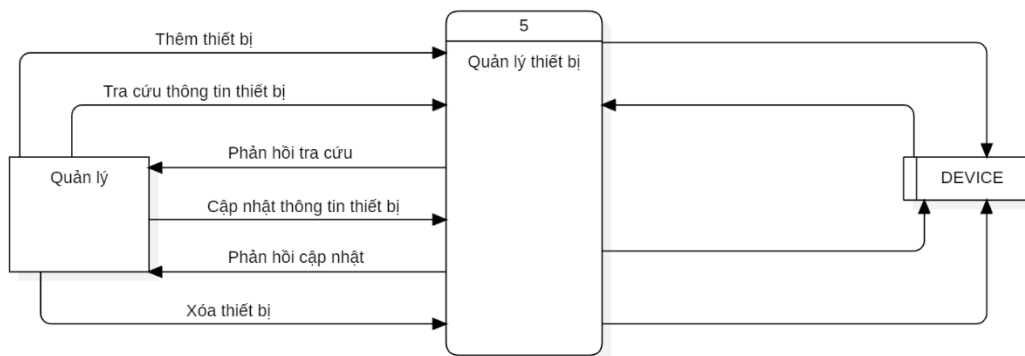 5
Quản lý thiết bị
Thêm thiết bị
Tra cứu thông tin thiết bị
Phản hồi tra cứu
Quản lý
Cập nhật thông tin thiết bị
Phản hồi cập nhật
Xóa thiết bị
DEVICE